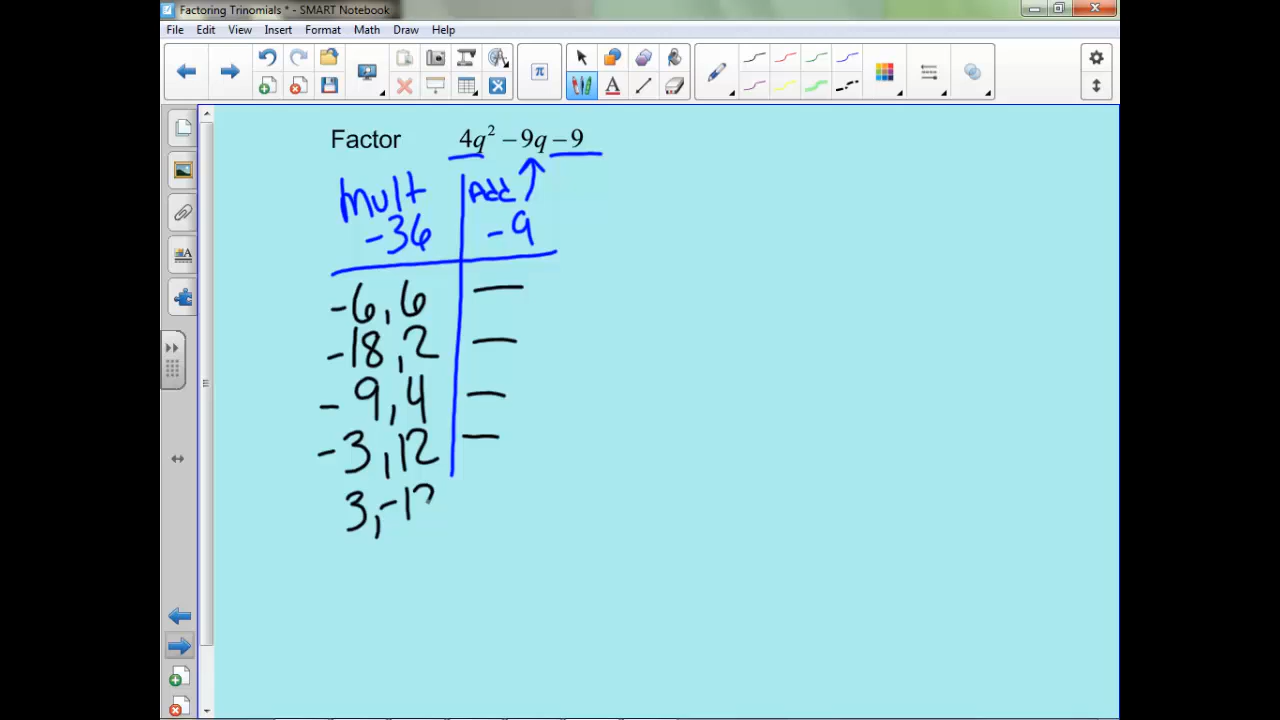 Factoring Trinomials * - SMART Notebook
File Edit View Insert Format Math Draw Help
π
A
Factor 4q² – 9q – 9
Mult Add
-36 -9
-6, 6 —
-18, 2 —
-9, 4 —
-3, 12 —
3, -12